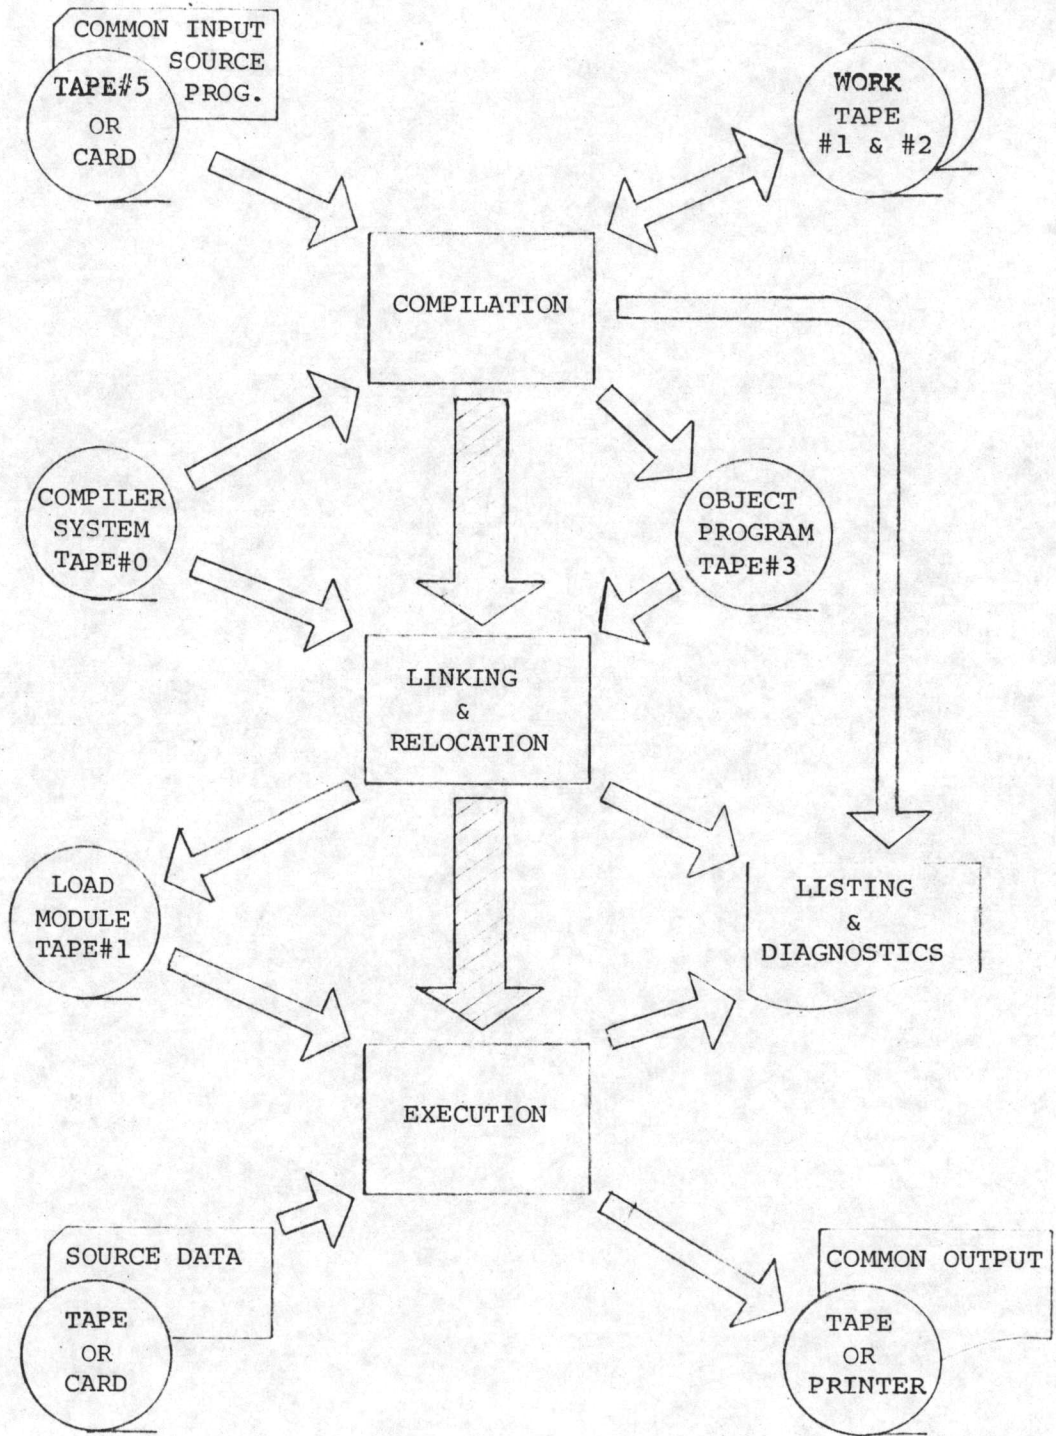 COMMON INPUT
SOURCE
PROG.
TAPE#5
OR
CARD
WORK
TAPE
#1 & #2
COMPILATION
COMPILER
SYSTEM
TAPE#0
OBJECT
PROGRAM
TAPE#3
LINKING
&
RELOCATION
LOAD
MODULE
TAPE#1
LISTING
&
DIAGNOSTICS
EXECUTION
SOURCE DATA
TAPE
OR
CARD
COMMON OUTPUT
TAPE
OR
PRINTER